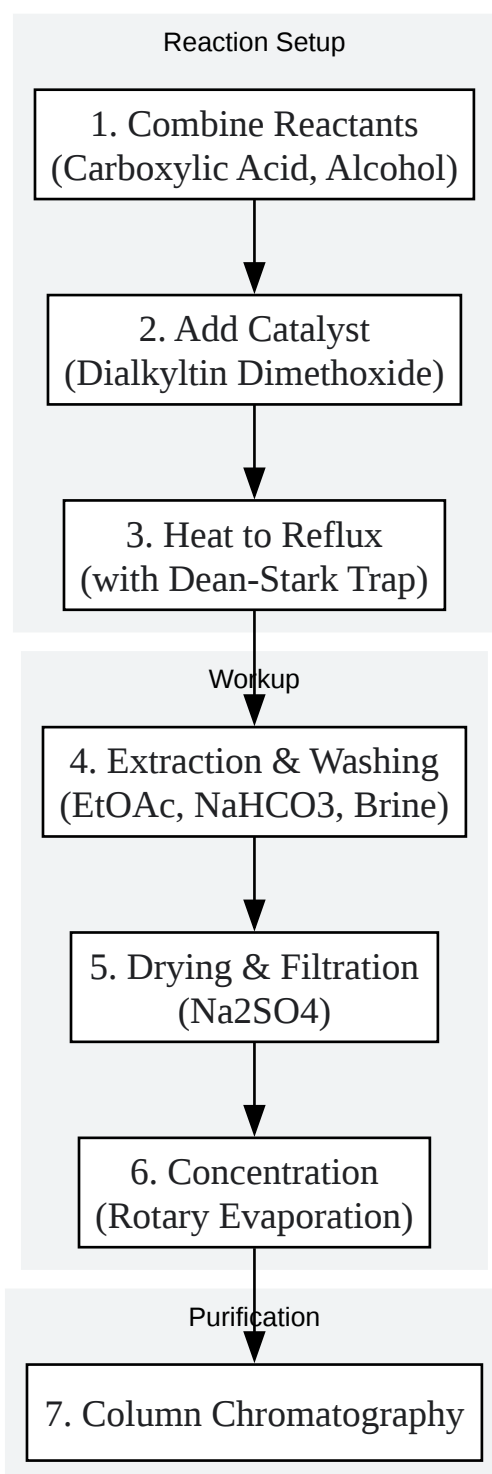 Reaction Setup
1. Combine Reactants
(Carboxylic Acid, Alcohol)
2. Add Catalyst
(Dialkyltin Dimethoxide)
3. Heat to Reflux
(with Dean-Stark Trap)
Workup
4. Extraction & Washing
(EtOAc, NaHCO3, Brine)
5. Drying & Filtration
(Na2SO4)
6. Concentration
(Rotary Evaporation)
Purification
7. Column Chromatography